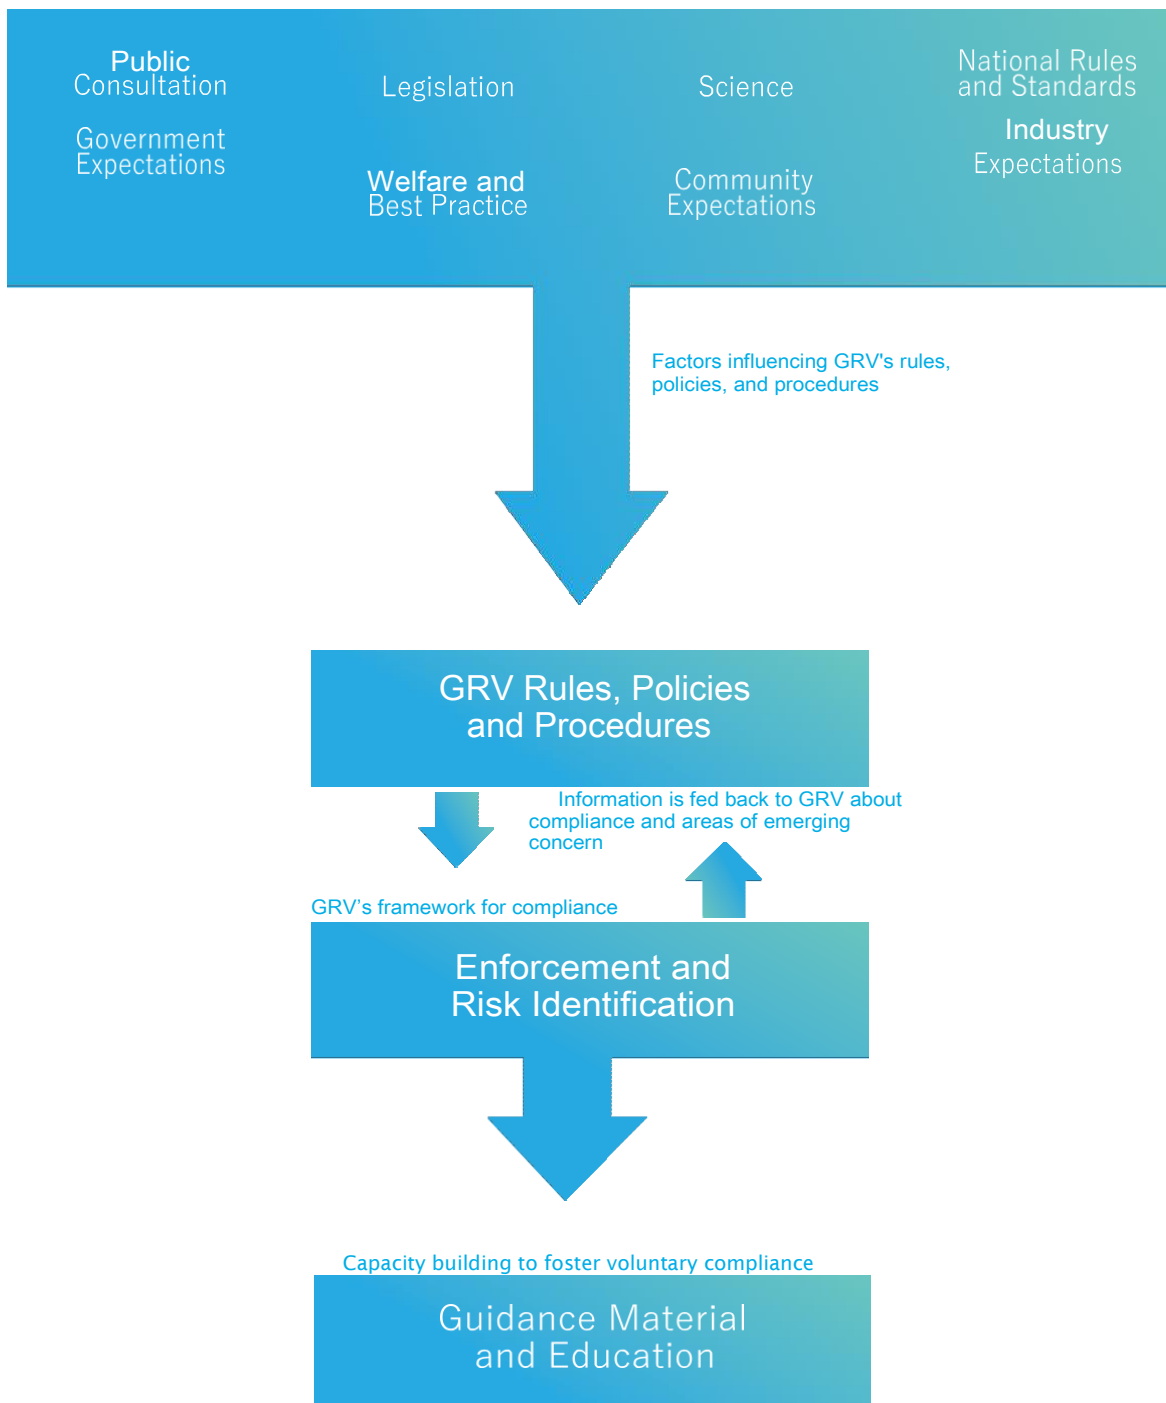 Public
Consultation
Legislation
Science
National Rules
and Standards
Government
Expectations
Welfare and
Best Practice
Community
Expectations
Industry
Expectations
Factors influencing GRV's rules,
policies, and procedures
GRV Rules, Policies
and Procedures
Information is fed back to GRV about
compliance and areas of emerging
concern
GRV’s framework for compliance
Enforcement and
Risk Identification
Capacity building to foster voluntary compliance
Guidance Material
and Education